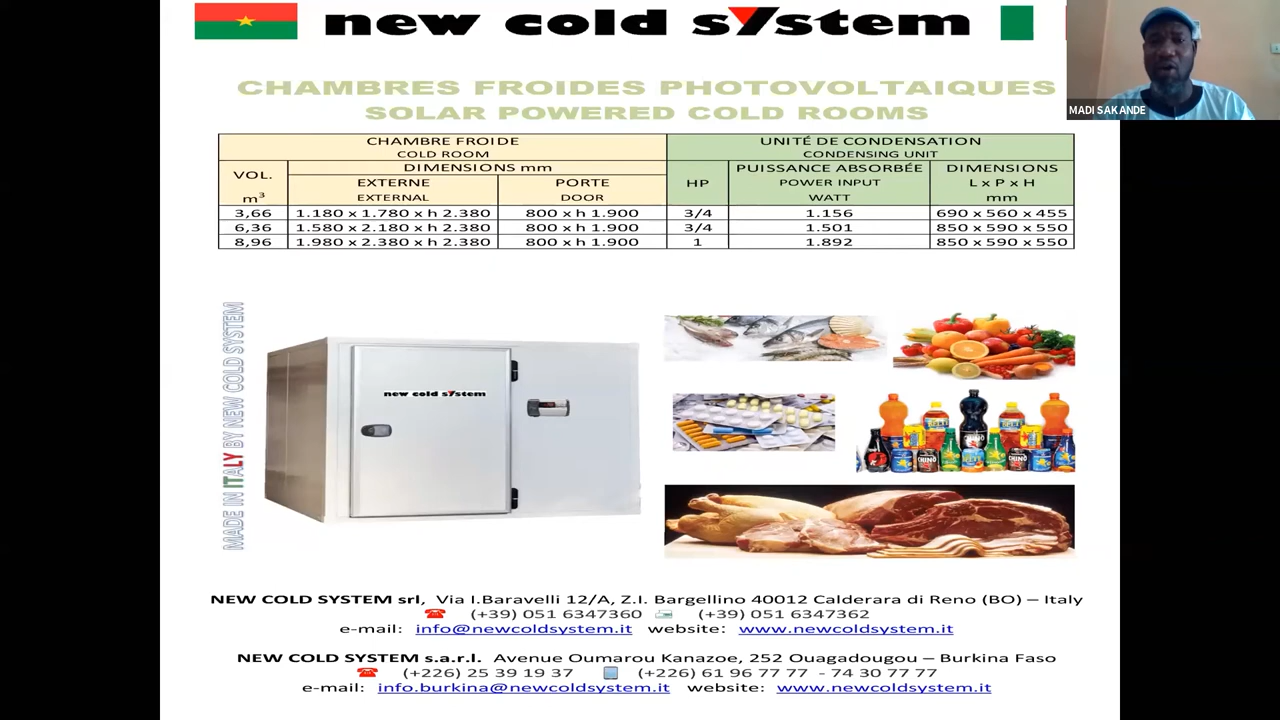 new cold system
MADI SAKANDE
CHAMBRES FROIDES PHOTOVOLTAIQUES
SOLAR POWERED COLD ROOMS
CHAMBRE FROIDE
COLD ROOM
UNITÉ DE CONDENSATION
CONDENSING UNIT
VOL.
m³
DIMENSIONS mm
EXTERNE
EXTERNAL
PORTE
DOOR
HP
PUISSANCE ABSORBÉE
POWER INPUT
WATT
DIMENSIONS
L x P x H
mm
3,66 1.180 x 1.780 x h 2.380 800 x h 1.900 3/4 1.156 690 x 560 x 455
6,36 1.580 x 2.180 x h 2.380 800 x h 1.900 3/4 1.501 850 x 590 x 550
8,96 1.980 x 2.380 x h 2.380 800 x h 1.900 1 1.892 850 x 590 x 550
MADE IN ITALY BY NEW COLD SYSTEM
new cold system
NEW COLD SYSTEM srl, Via I.Baravelli 12/A, Z.I. Bargellino 40012 Calderara di Reno (BO) – Italy
(+39) 051 6347360 (+39) 051 6347362
e-mail: info@newcoldsystem.it website: www.newcoldsystem.it
NEW COLD SYSTEM s.a.r.l. Avenue Oumarou Kanazoe, 252 Ouagadougou – Burkina Faso
(+226) 25 39 19 37 (+226) 61 96 77 77 - 74 30 77 77
e-mail: info.burkina@newcoldsystem.it website: www.newcoldsystem.it